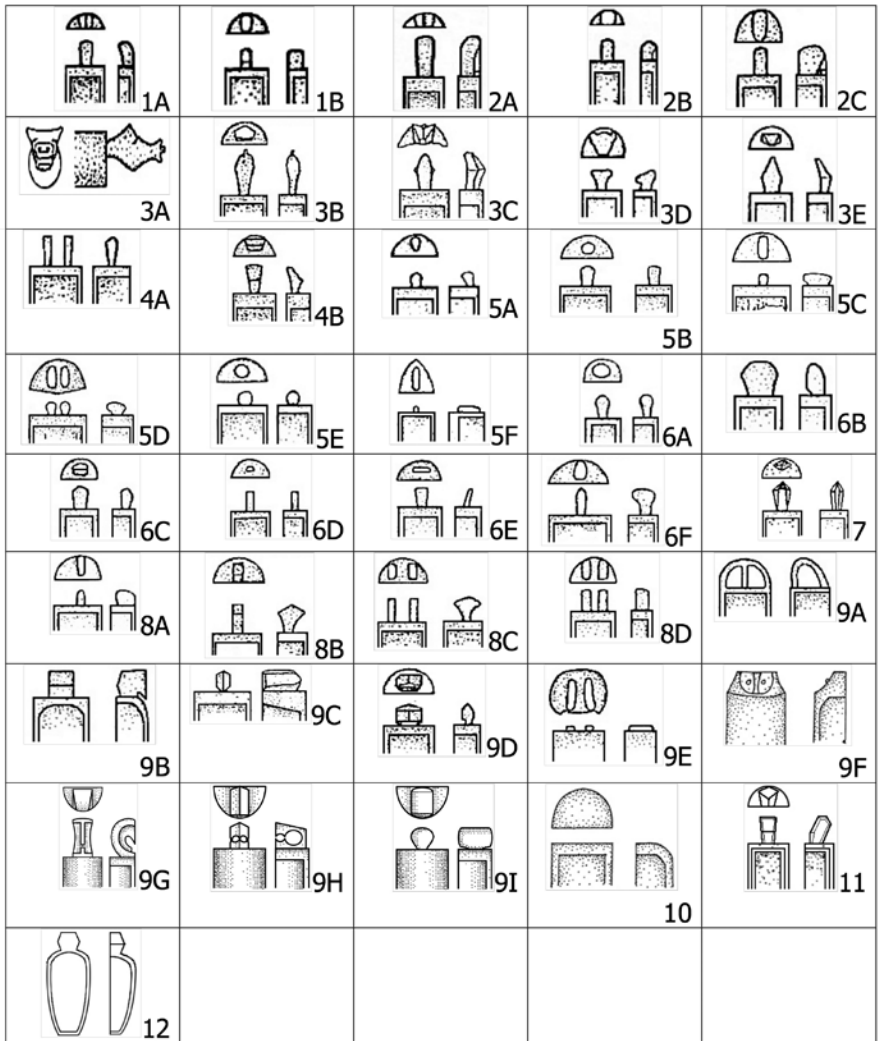 1A 1B 2A 2B 2C
3A 3B 3C 3D 3E
4A 4B 5A 5B 5C
5D 5E 5F 6A 6B
6C 6D 6E 6F 7
8A 8B 8C 8D 9A
9B 9C 9D 9E 9F
9G 9H 9I 10 11
12